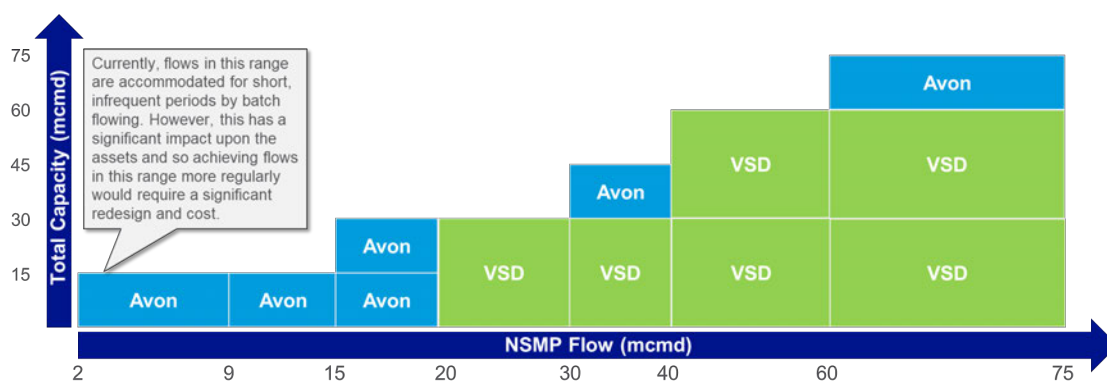 Total Capacity (mcmd)
75
60
45
30
15
Currently, flows in this range
are accommodated for short,
infrequent periods by batch
flowing. However, this has a
significant impact upon the
assets and so achieving flows
in this range more regularly
would require a significant
redesign and cost.
Avon
VSD
VSD
Avon
Avon
VSD
VSD
VSD
VSD
Avon
Avon
Avon
NSMP Flow (mcmd)
2
9
15
20
30
40
60
75